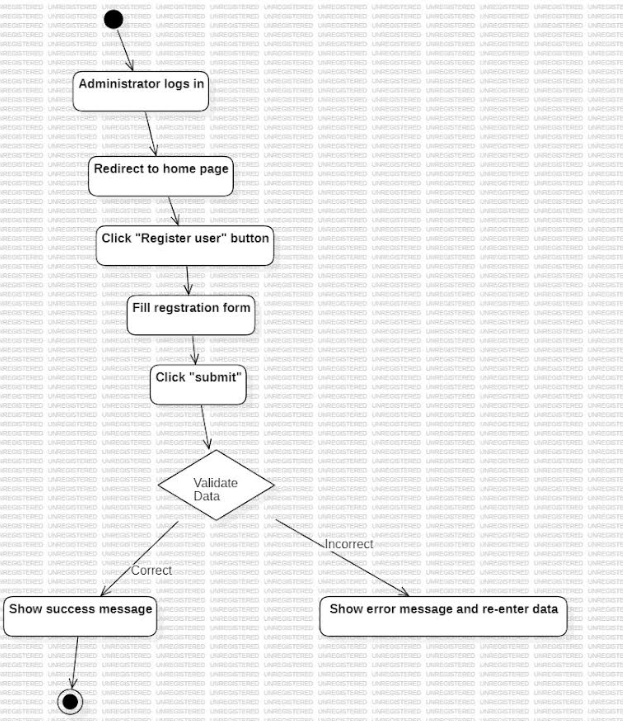 Administrator logs in
Redirect to home page
Click "Register user" button
Fill regstration form
Click "submit"
Validate
Data
Incorrect
Correct
Show success message
Show error message and re-enter data
UNREGISTERED